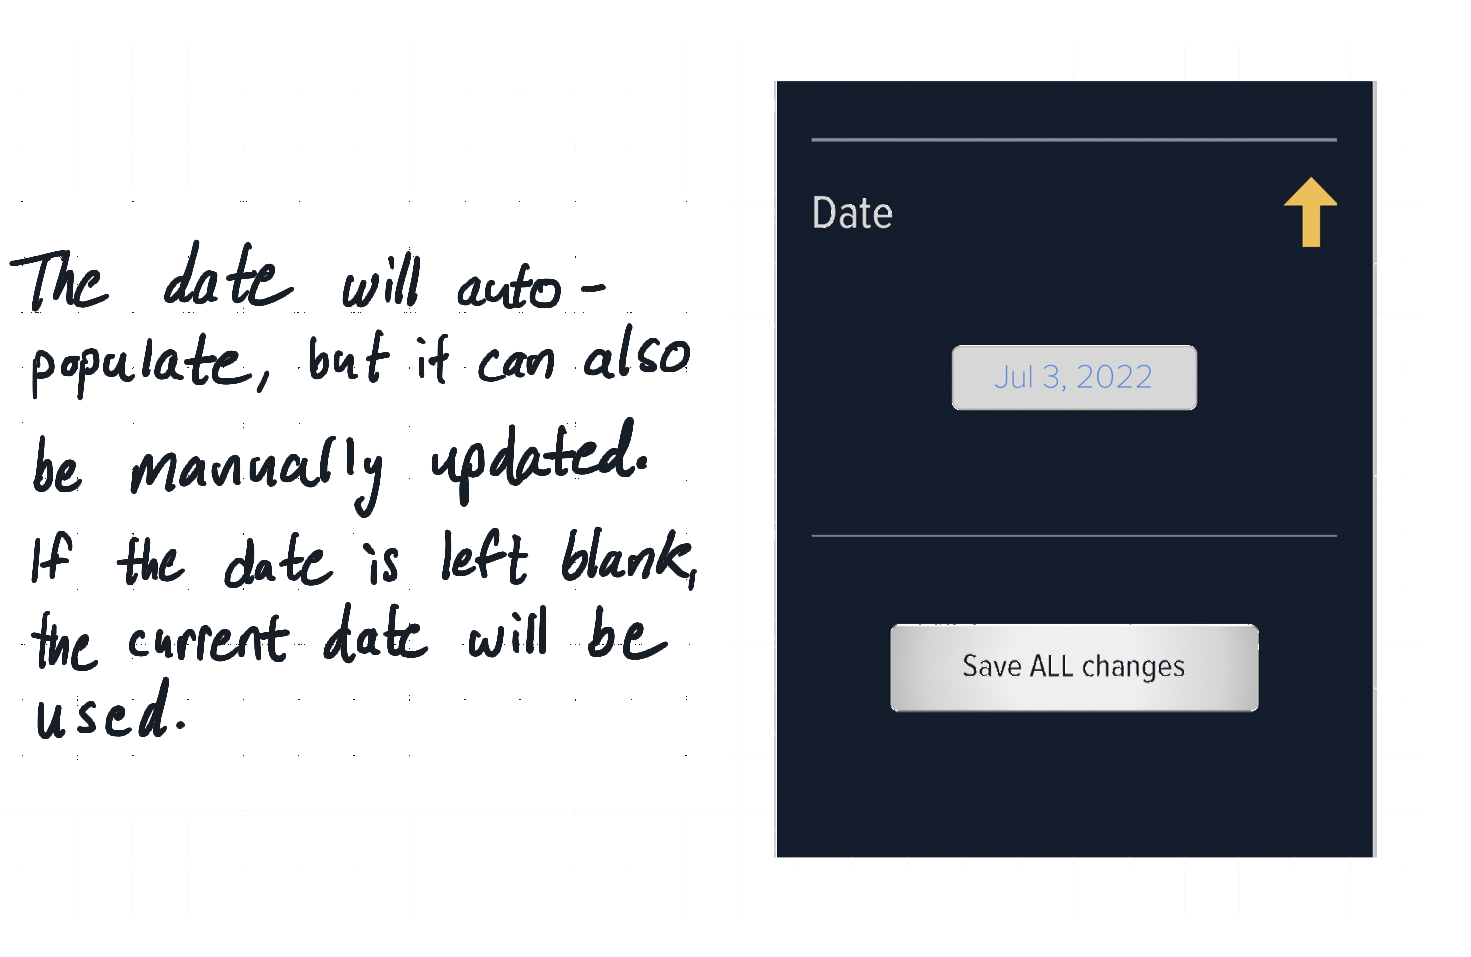 The date will auto-
populate, but it can also
be manually updated.
If the date is left blank,
the current date will be
used.
Date
Jul 3, 2022
Save ALL changes